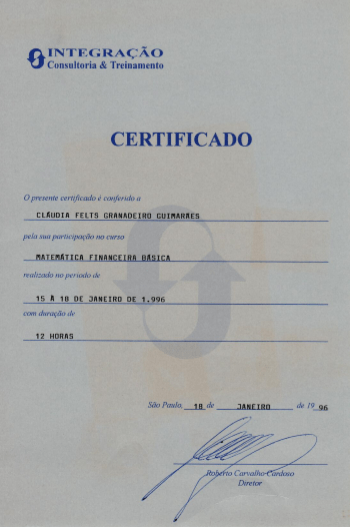 INTEGRAÇÃO
Consultoria & Treinamento
CERTIFICADO
O presente certificado é conferido a
CLÁUDIA FELTS GRANADEIRO GUIMARÃES
pela sua participação no curso
MATEMÁTICA FINANCEIRA BÁSICA
realizado no período de
15 À 18 DE JANEIRO DE 1.996
com duração de
12 HORAS
São Paulo, 18 de JANEIRO de 19 96
Roberto Carvalho Cardoso
Diretor